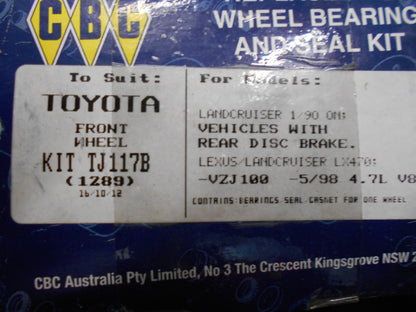 CBC
WHEEL BEARING
AND SEAL KIT
To Suit:
TOYOTA
FRONT
WHEEL
KIT TJ117B
(1289)
16/10/12
For Models:
LANDCRUISER 1/90 ON:
VEHICLES WITH
REAR DISC BRAKE.
LEXUS/LANDCRUISER LX470:
-VZJ100 -5/98 4.7L V8
CONTAINS BEARINGS SEAL GASKET FOR ONE WHEEL
CBC Australia Pty Limited, No 3 The Crescent Kingsgrove NSW 2